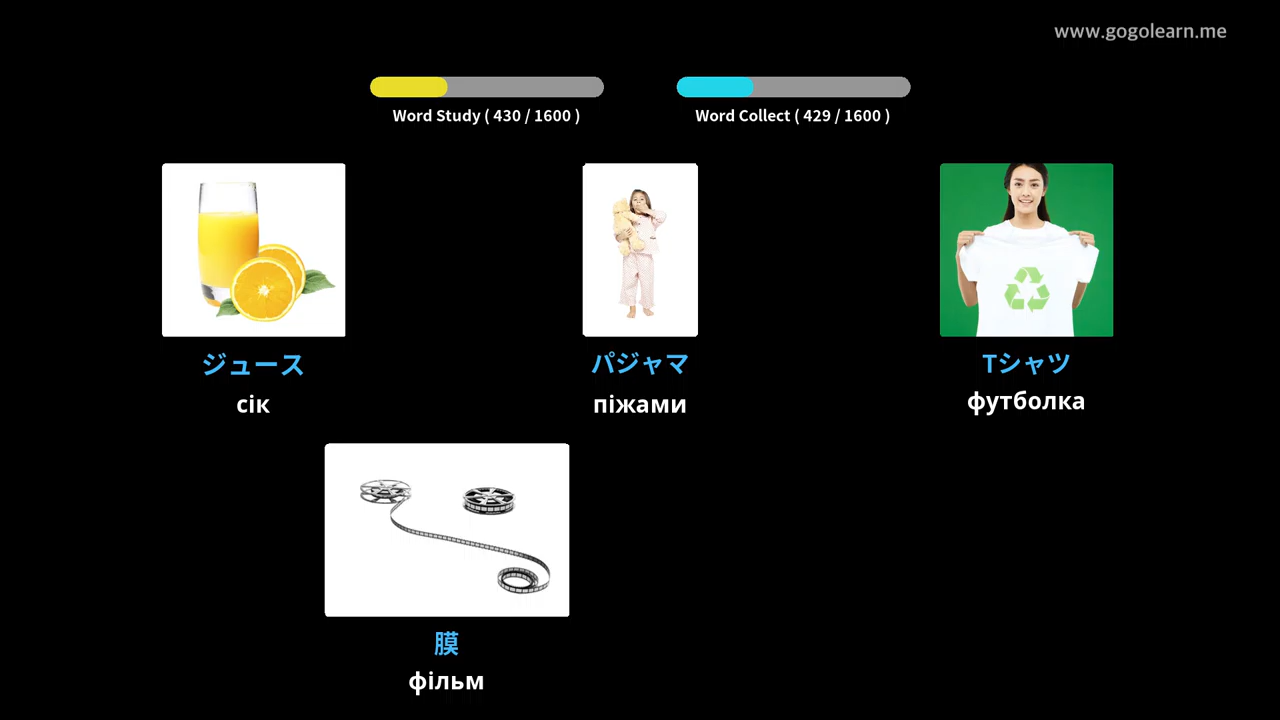 www.gogolearn.me
Word Study ( 430 / 1600 )
Word Collect ( 429 / 1600 )
ジュース
сік
パジャマ
піжами
Tシャツ
футболка
膜
фільм